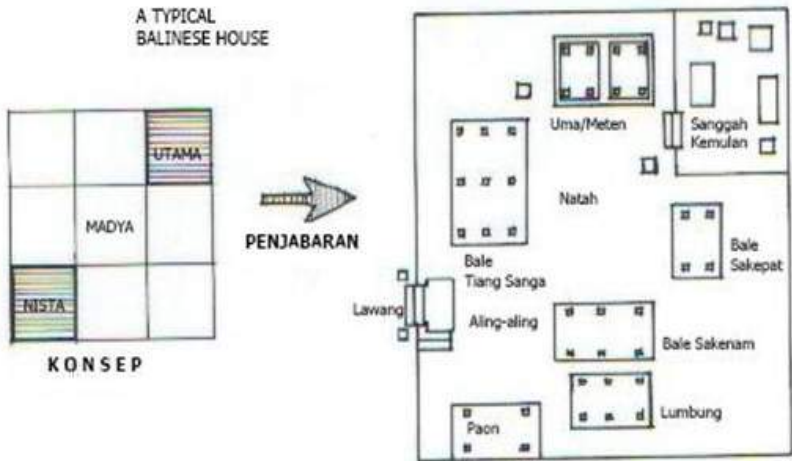 A TYPICAL
BALINESE HOUSE
UTAMA
MADYA
NISTA
KONSEP
PENJABARAN
Uma/Meten
Sanggah
Kemulan
Natah
Bale
Tiang Sanga
Bale
Sakepat
Lawang
Aling-aling
Bale Sakenam
Lumbung
Paon